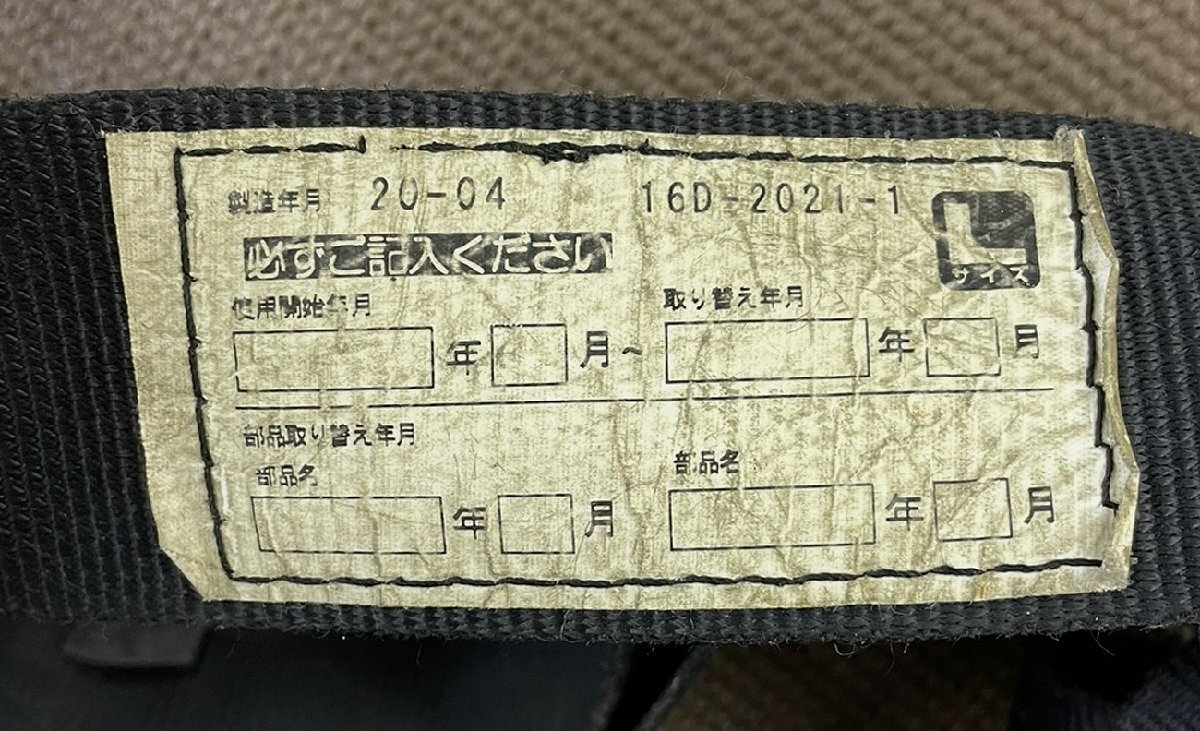 製造年月 20-04 16D-2021-1
L
サイズ
必ずご記入ください
使用開始年月 取り替え年月
年 月~ 年 月
部品取り替え年月
部品名 部品名
年 月 年 月